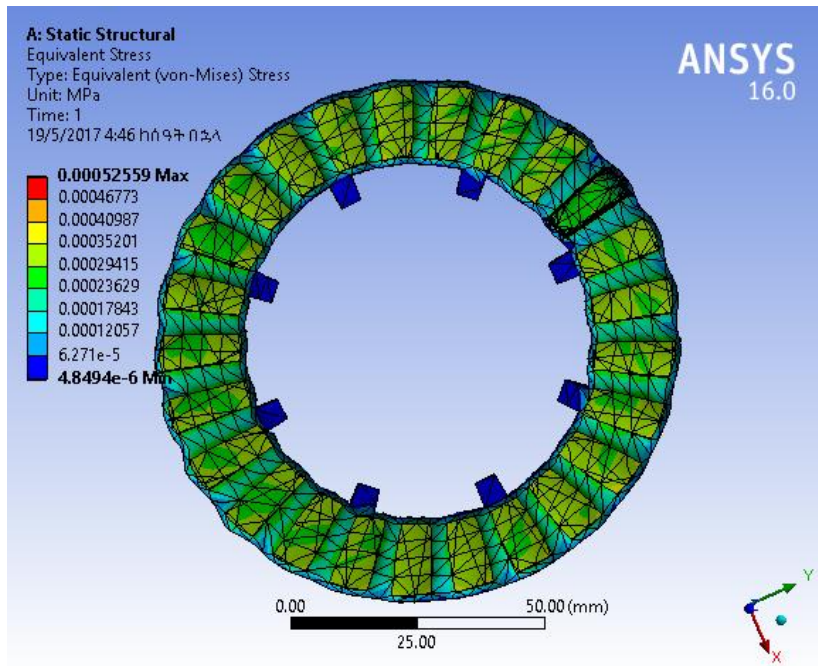 A: Static Structural
Equivalent Stress
Type: Equivalent (von-Mises) Stress
Unit: MPa
Time: 1
19/5/2017 4:46 ከሰዓት በኋላ
ANSYS
16.0
0.00052559 Max
0.00046773
0.00040987
0.00035201
0.00029415
0.00023629
0.00017843
0.00012057
6.271e-5
4.8494e-6 Min
0.00
50.00 (mm)
25.00
Y
X